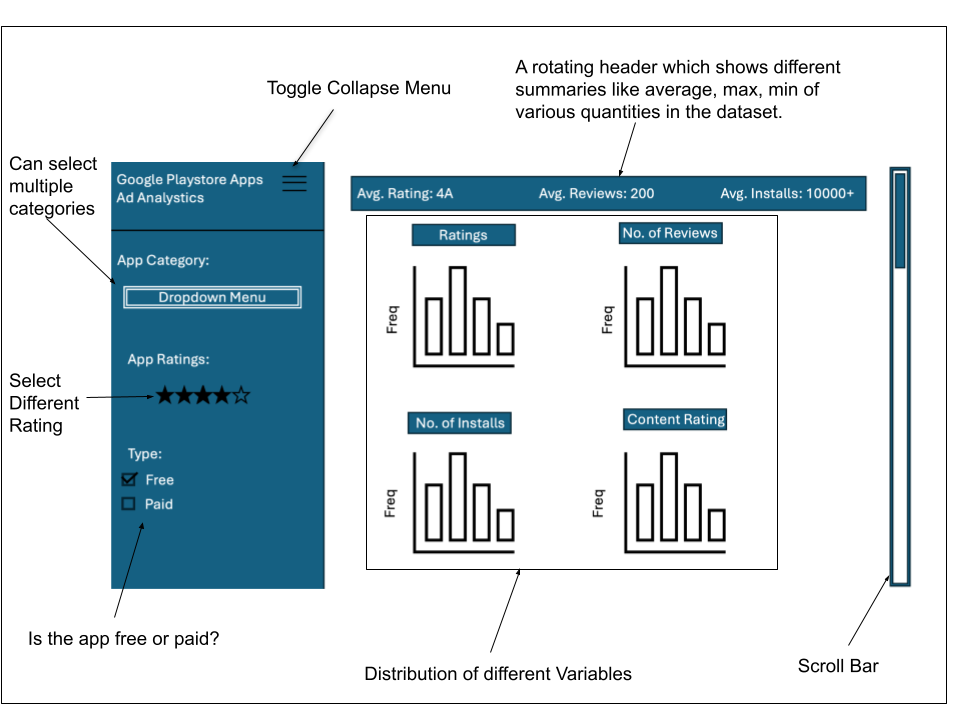 Toggle Collapse Menu
A rotating header which shows different
summaries like average, max, min of
various quantities in the dataset.
Can select
multiple
categories
Google Playstore Apps
Ad Analystics
Avg. Rating: 4A
Avg. Reviews: 200
Avg. Installs: 10000+
App Category:
Dropdown Menu
App Ratings:
Select
Different
Rating
Type:
Free
Paid
Is the app free or paid?
Ratings
Freq
No. of Reviews
Freq
No. of Installs
Freq
Content Rating
Freq
Distribution of different Variables
Scroll Bar